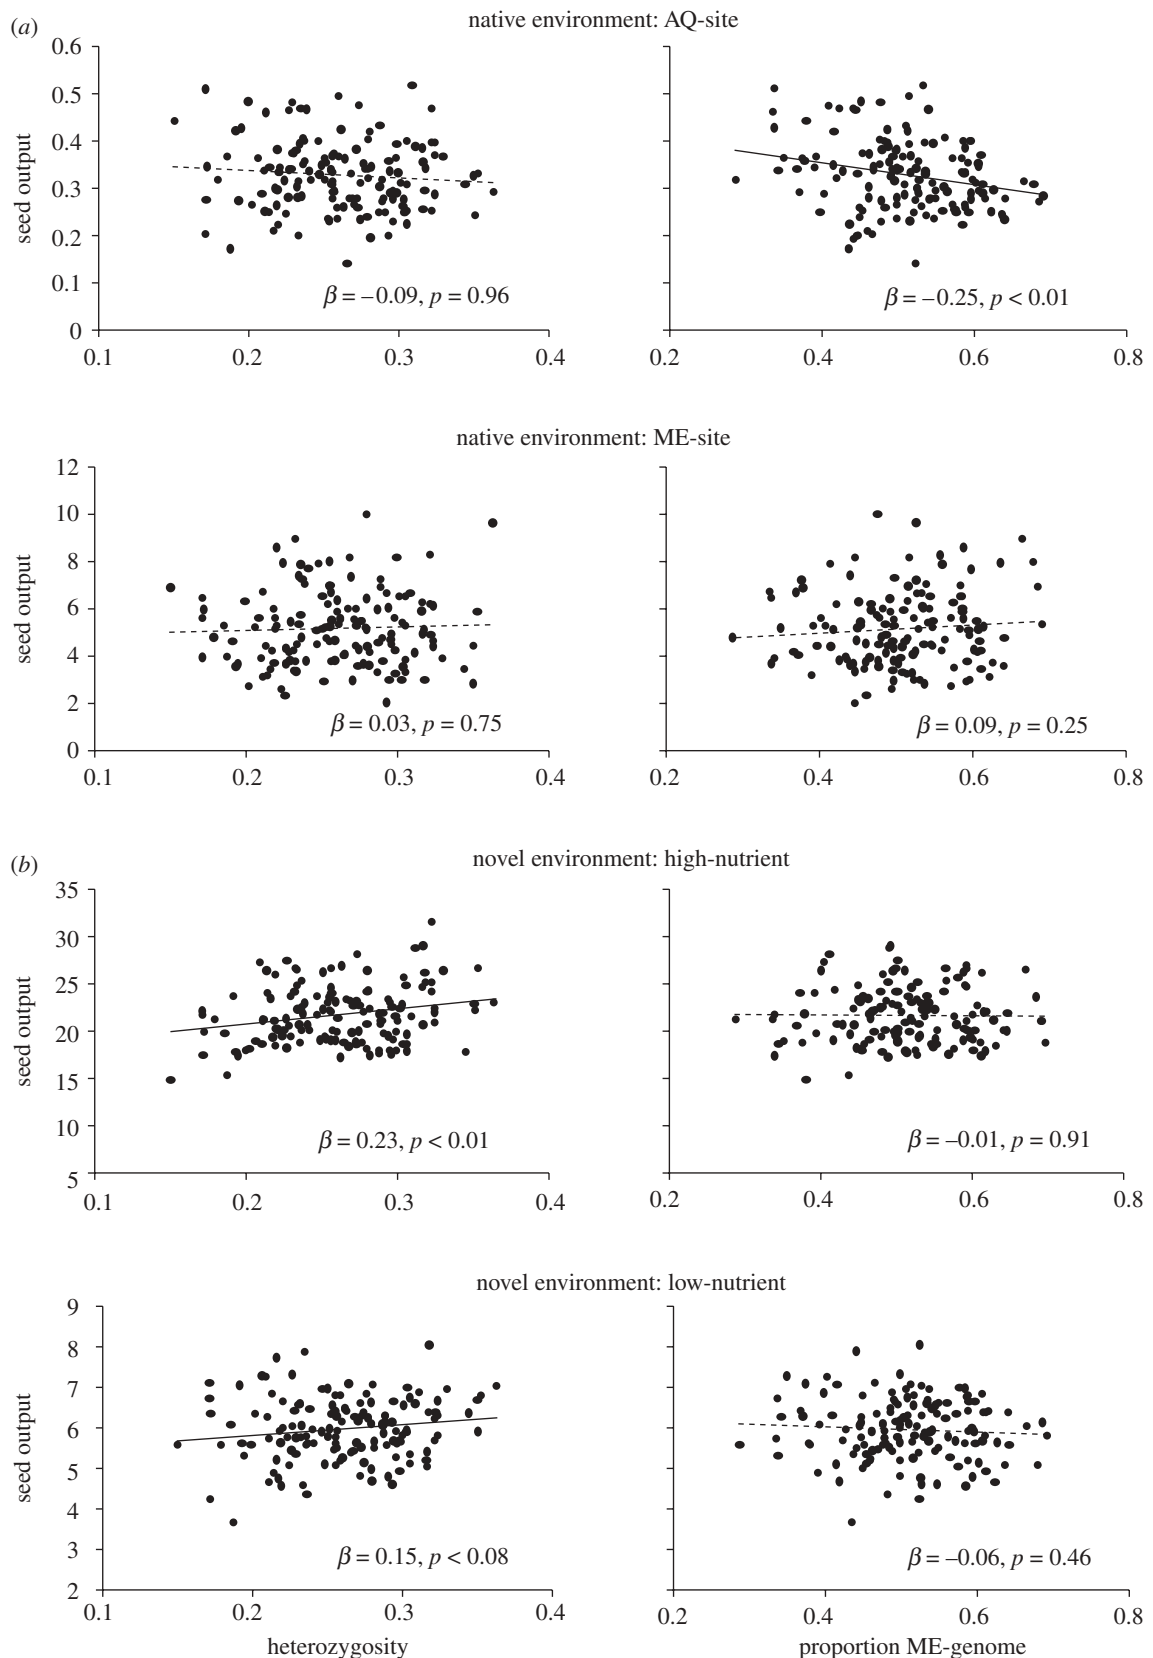 (a)
native environment: AQ-site
0.6
0.5
0.4
0.3
0.2
0.1
0
seed output
β = –0.09, p = 0.96
0.1 0.2 0.3 0.4
β = –0.25, p < 0.01
0.2 0.4 0.6 0.8
native environment: ME-site
12
10
8
6
4
2
0
seed output
β = 0.03, p = 0.75
0.1 0.2 0.3 0.4
β = 0.09, p = 0.25
0.2 0.4 0.6 0.8
(b)
novel environment: high-nutrient
35
30
25
20
15
10
5
seed output
β = 0.23, p < 0.01
0.1 0.2 0.3 0.4
β = –0.01, p = 0.91
0.2 0.4 0.6 0.8
novel environment: low-nutrient
9
8
7
6
5
4
3
2
seed output
β = 0.15, p < 0.08
0.1 0.2 0.3 0.4
heterozygosity
β = –0.06, p = 0.46
0.2 0.4 0.6 0.8
proportion ME-genome